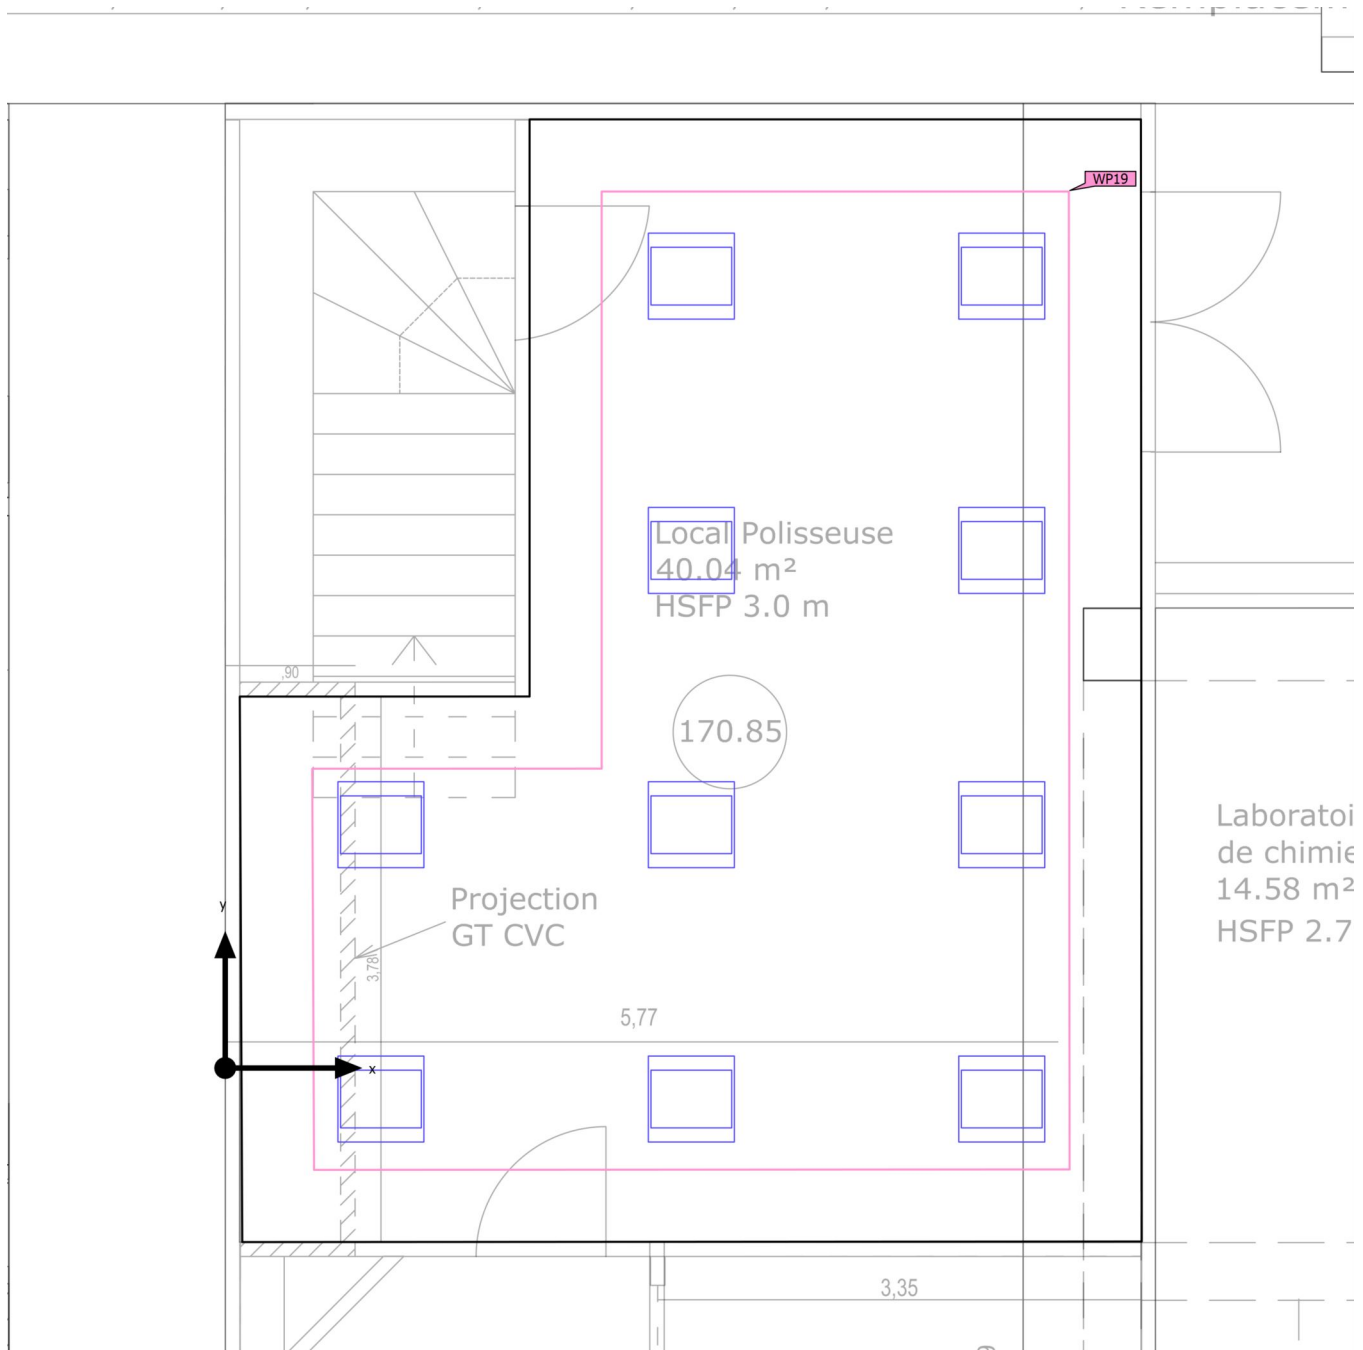 WP19
Local Polisseuse
40.04 m²
HSFP 3.0 m
,90
170.85
Laboratoi
de chimie
14.58 m²
HSFP 2.7
Projection
GT CVC
y
3,78
5,77
x
3,35